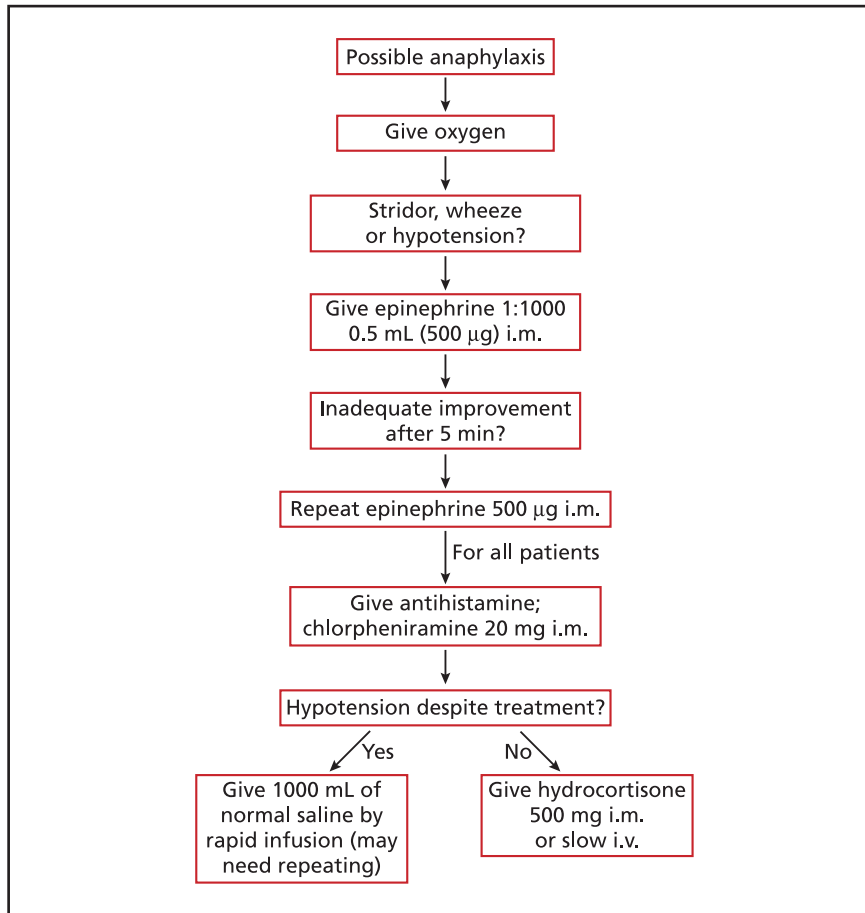 Possible anaphylaxis
Give oxygen
Stridor, wheeze
or hypotension?
Give epinephrine 1:1000
0.5 mL (500 μg) i.m.
Inadequate improvement
after 5 min?
Repeat epinephrine 500 μg i.m.
For all patients
Give antihistamine;
chlorpheniramine 20 mg i.m.
Hypotension despite treatment?
Yes
No
Give 1000 mL of
normal saline by
rapid infusion (may
need repeating)
Give hydrocortisone
500 mg i.m.
or slow i.v.